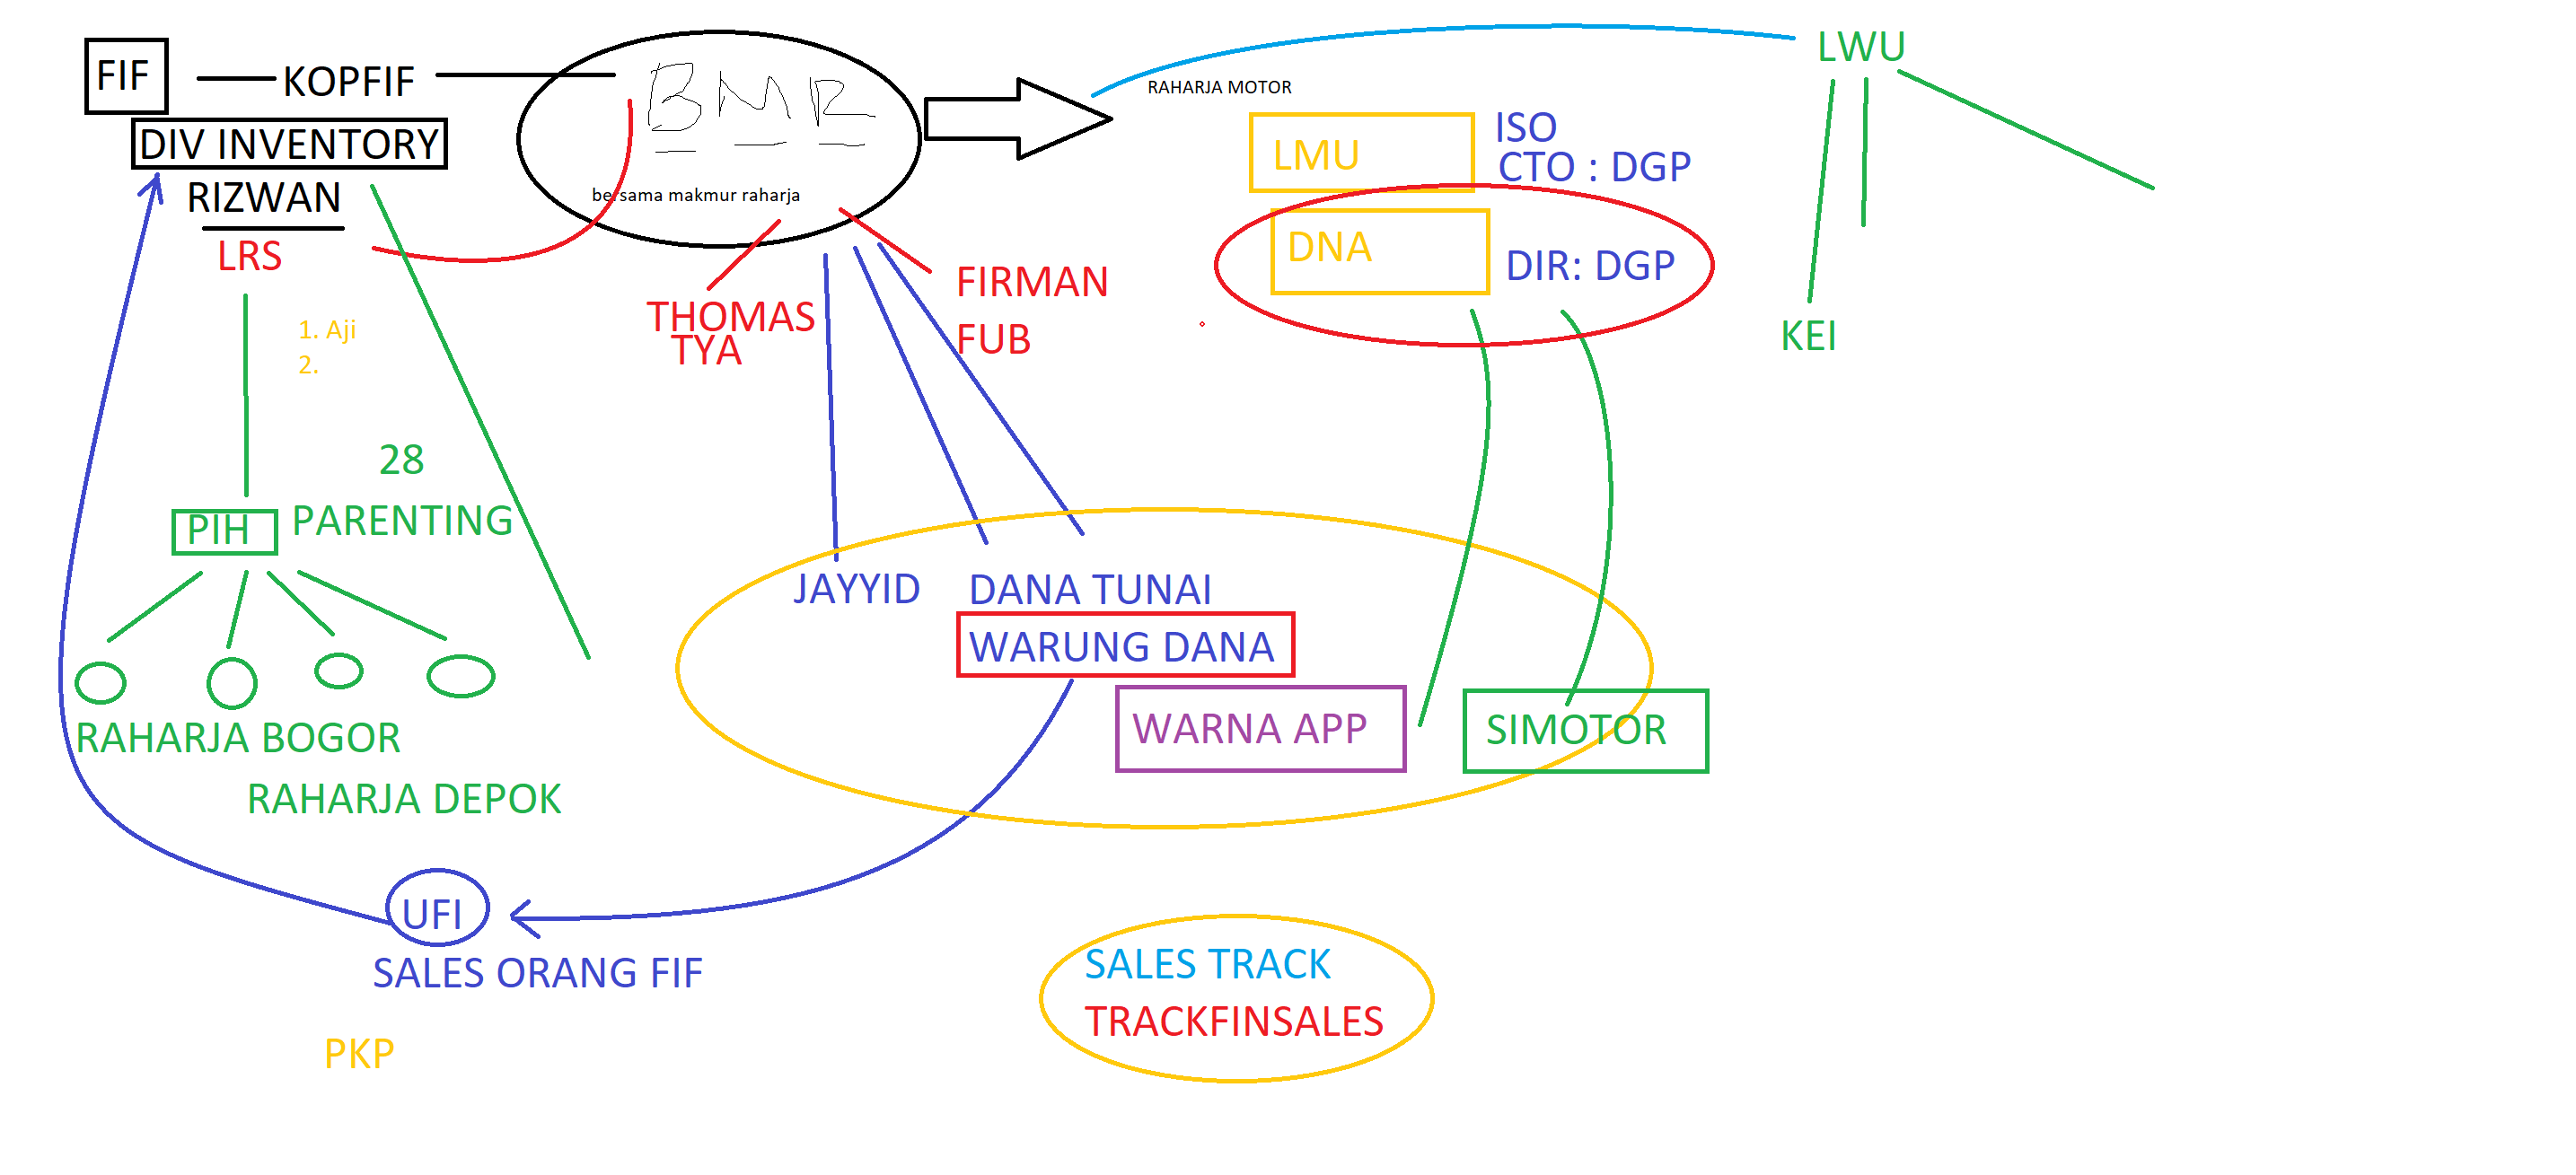 FIF
KOPFIF
BMR
LWU
RAHARJA MOTOR
DIV INVENTORY
LMU
ISO
CTO : DGP
RIZWAN
bersama makmur raharja
LRS
DNA
DIR: DGP
FIRMAN
FUB
THOMAS
TYA
1. Aji
2.
KEI
28
PIH
PARENTING
JAYYID
DANA TUNAI
WARUNG DANA
WARNA APP
SIMOTOR
RAHARJA BOGOR
RAHARJA DEPOK
UFI
SALES ORANG FIF
SALES TRACK
TRACKFINSALES
PKP